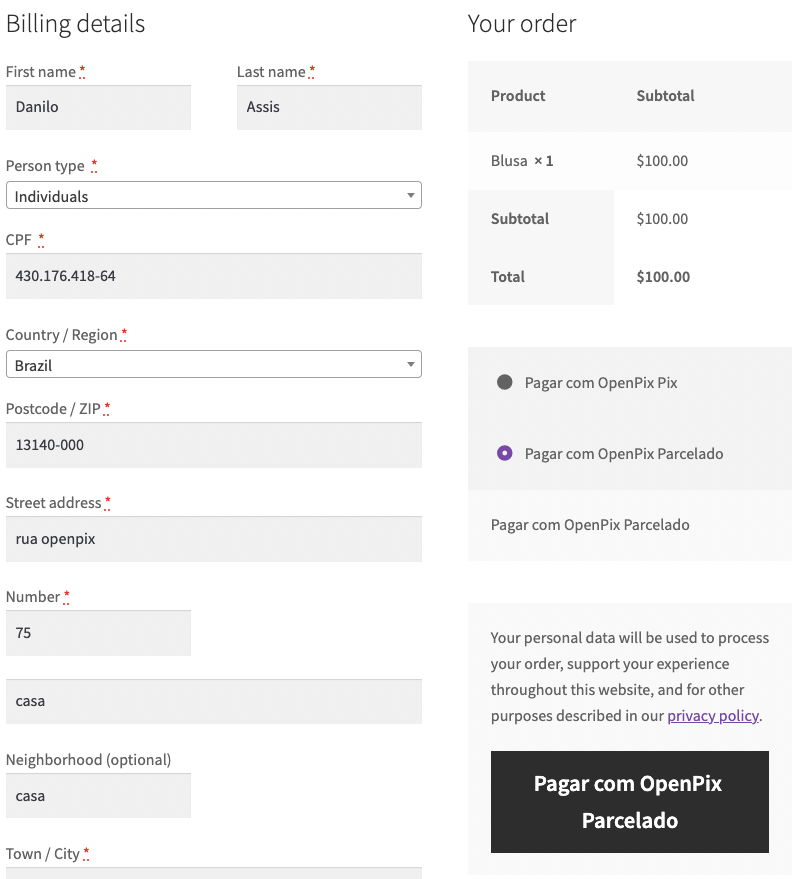 Billing details
First name *
Last name *
Danilo
Assis
Person type *
Individuals
CPF *
430.176.418-64
Country / Region *
Brazil
Postcode / ZIP *
13140-000
Street address *
rua openpix
Number *
75
casa
Neighborhood (optional)
casa
Town / City *
Your order
Product Subtotal
Blusa × 1 $100.00
Subtotal $100.00
Total $100.00
Pagar com OpenPix Pix
Pagar com OpenPix Parcelado
Pagar com OpenPix Parcelado
Your personal data will be used to process
your order, support your experience
throughout this website, and for other
purposes described in our privacy policy.
Pagar com OpenPix
Parcelado